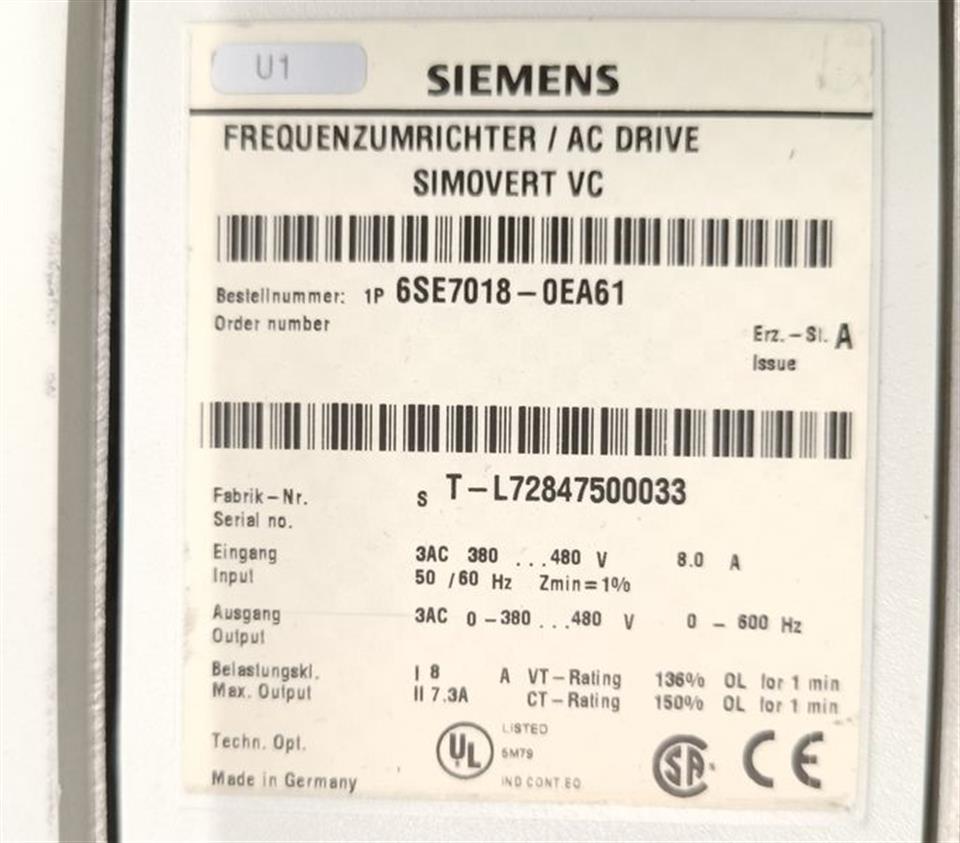 U1
SIEMENS
FREQUENZUMRICHTER / AC DRIVE
SIMOVERT VC
Bestellnummer: 1P 6SE7018-0EA61
Order number
Erz.-St. A
Issue
Fabrik-Nr. S T-L72847500033
Serial no.
Eingang 3AC 380 ...480 V 8.0 A
Input 50 /60 Hz Zmin=1%
Ausgang 3AC 0-380...480 V 0 - 600 Hz
Output
Belastungskl. I 8 A VT-Rating 136% OL for 1 min
Max. Output II 7.3A CT-Rating 150% OL for 1 min
Techn. Opt.
UL LISTED
5M79
IND CONT.EQ
SA CE
Made in Germany